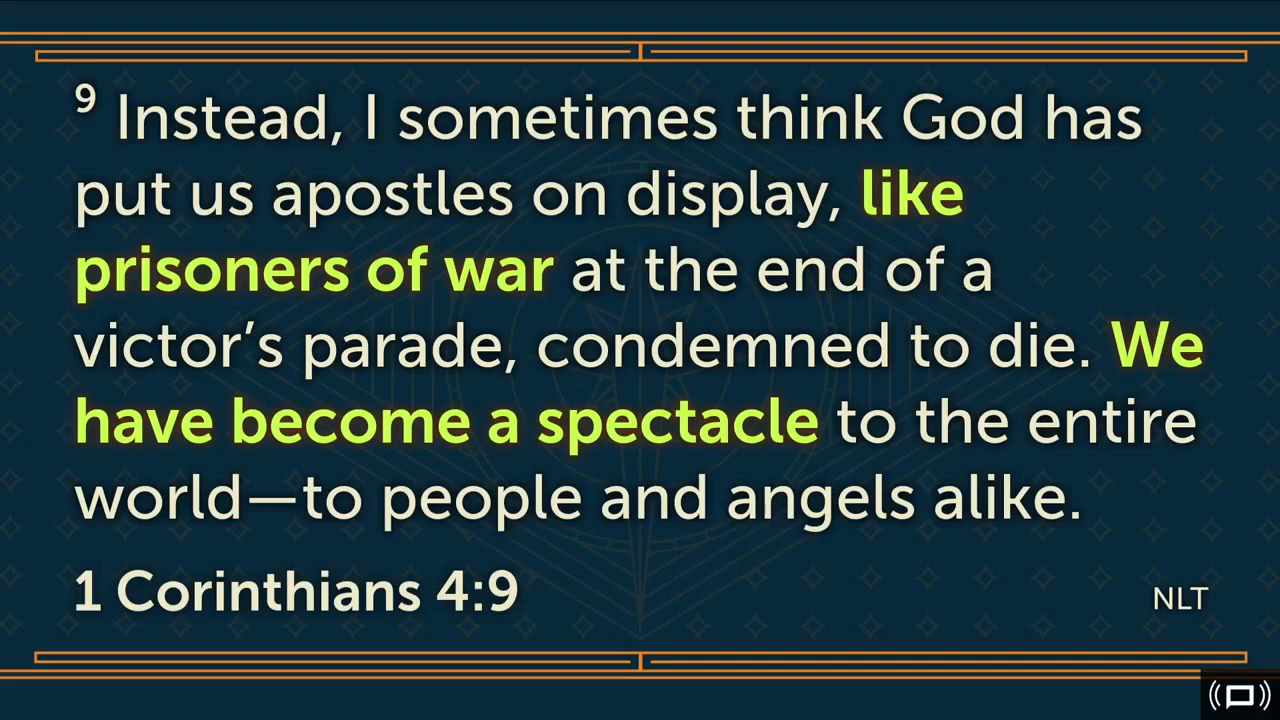 9 Instead, I sometimes think God has
put us apostles on display, like
prisoners of war at the end of a
victor’s parade, condemned to die. We
have become a spectacle to the entire
world—to people and angels alike.
1 Corinthians 4:9
NLT